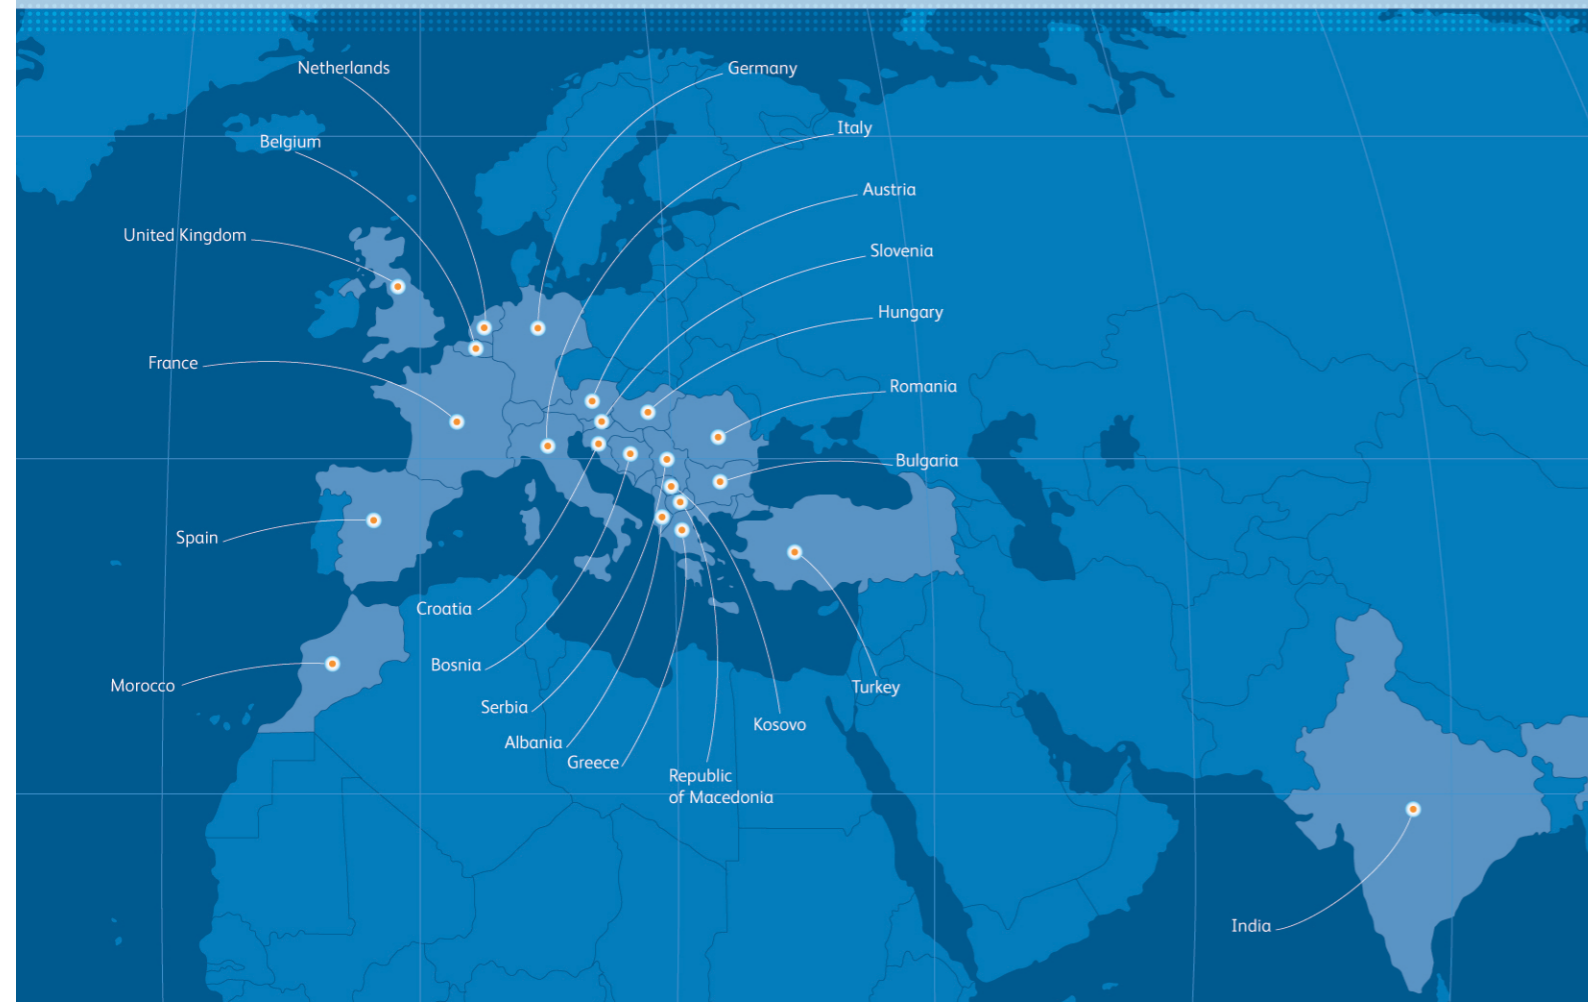 Netherlands
Germany
Italy
Belgium
Austria
United Kingdom
Slovenia
Hungary
France
Romania
Bulgaria
Spain
Croatia
Bosnia
Morocco
Turkey
Serbia
Kosovo
Albania
Greece
Republic
of Macedonia
India